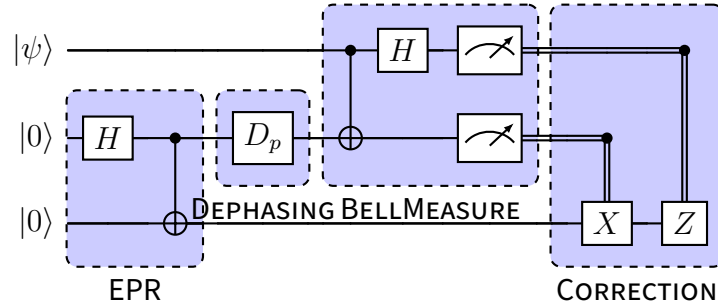 |ψ⟩ H
|0⟩ H D_p
DEPHASING BELLMEASURE
|0⟩ X Z
EPR CORRECTION